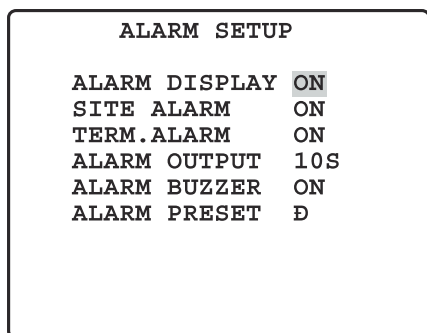 ALARM SETUP
ALARM DISPLAY ON
SITE ALARM ON
TERM.ALARM ON
ALARM OUTPUT 10S
ALARM BUZZER ON
ALARM PRESET Đ